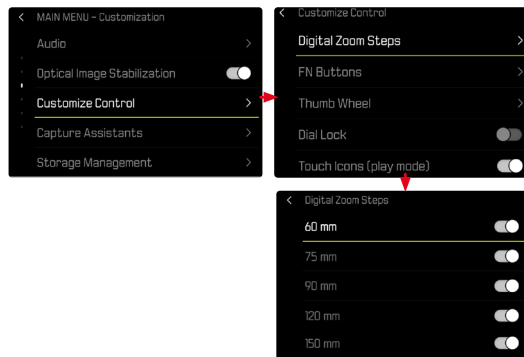 MAIN MENU – Customization
Audio
Optical Image Stabilization
Customize Control
Capture Assistants
Storage Management
Customize Control
Digital Zoom Steps
FN Buttons
Thumb Wheel
Dial Lock
Touch Icons (play mode)
Digital Zoom Steps
60 mm
75 mm
90 mm
120 mm
150 mm